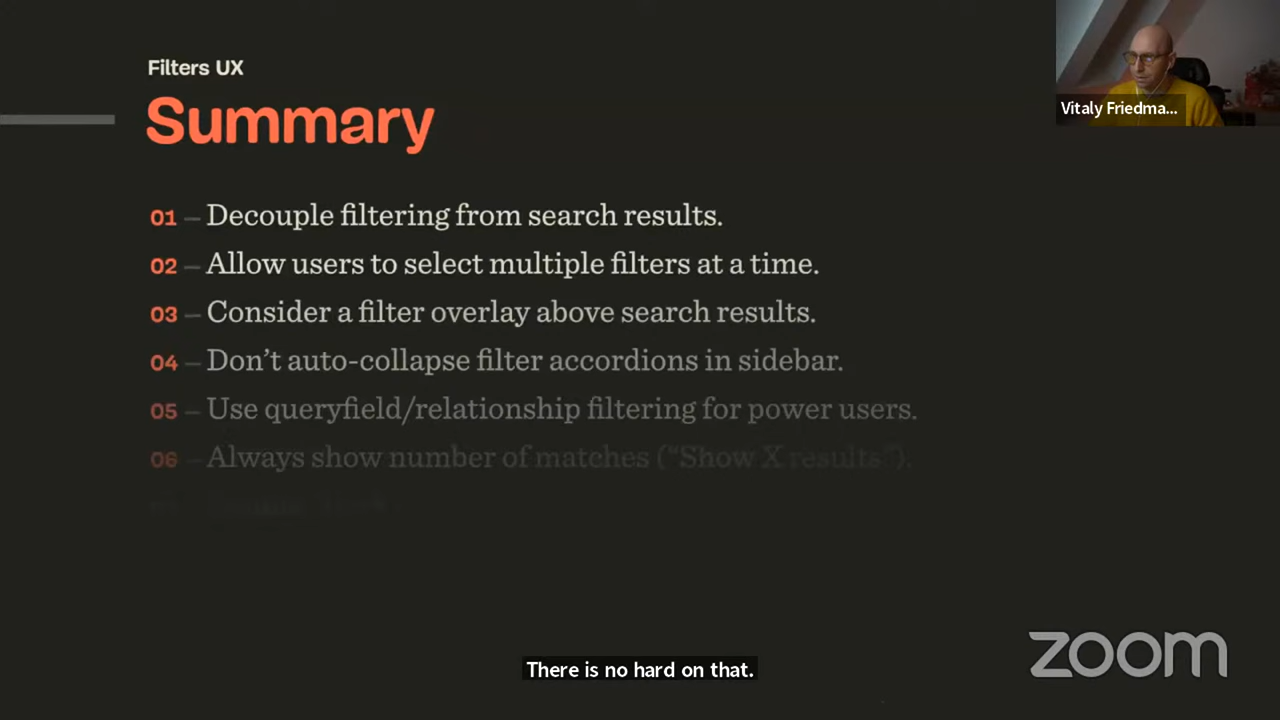 Filters UX
Vitaly Friedma...
Summary
01 — Decouple filtering from search results.
02 — Allow users to select multiple filters at a time.
03 — Consider a filter overlay above search results.
04 — Don’t auto-collapse filter accordions in sidebar.
05 — Use queryfield/relationship filtering for power users.
06 — Always show number of matches (“Show X results”).
There is no hard on that.
zoom